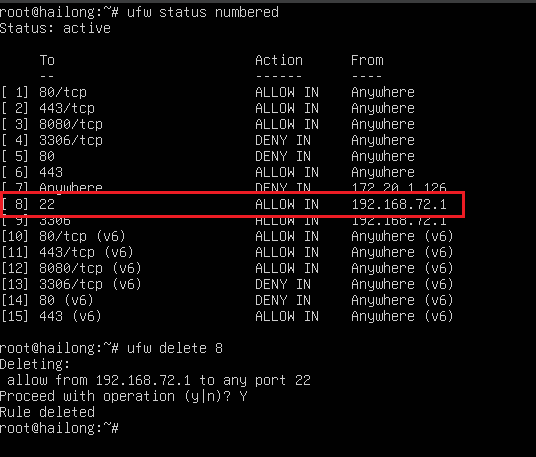 root@hailong:~# ufw status numbered
Status: active
To Action From
-- ------ ----
[ 1] 80/tcp ALLOW IN Anywhere
[ 2] 443/tcp ALLOW IN Anywhere
[ 3] 8080/tcp ALLOW IN Anywhere
[ 4] 3306/tcp DENY IN Anywhere
[ 5] 80 DENY IN Anywhere
[ 6] 443 ALLOW IN Anywhere
[ 7] Anywhere DENY IN 172.20.1.126
[ 8] 22 ALLOW IN 192.168.72.1
[ 9] 3306 ALLOW IN 192.168.72.1
[10] 80/tcp (v6) ALLOW IN Anywhere (v6)
[11] 443/tcp (v6) ALLOW IN Anywhere (v6)
[12] 8080/tcp (v6) ALLOW IN Anywhere (v6)
[13] 3306/tcp (v6) DENY IN Anywhere (v6)
[14] 80 (v6) DENY IN Anywhere (v6)
[15] 443 (v6) ALLOW IN Anywhere (v6)
root@hailong:~# ufw delete 8
Deleting:
allow from 192.168.72.1 to any port 22
Proceed with operation (y|n)? Y
Rule deleted
root@hailong:~#